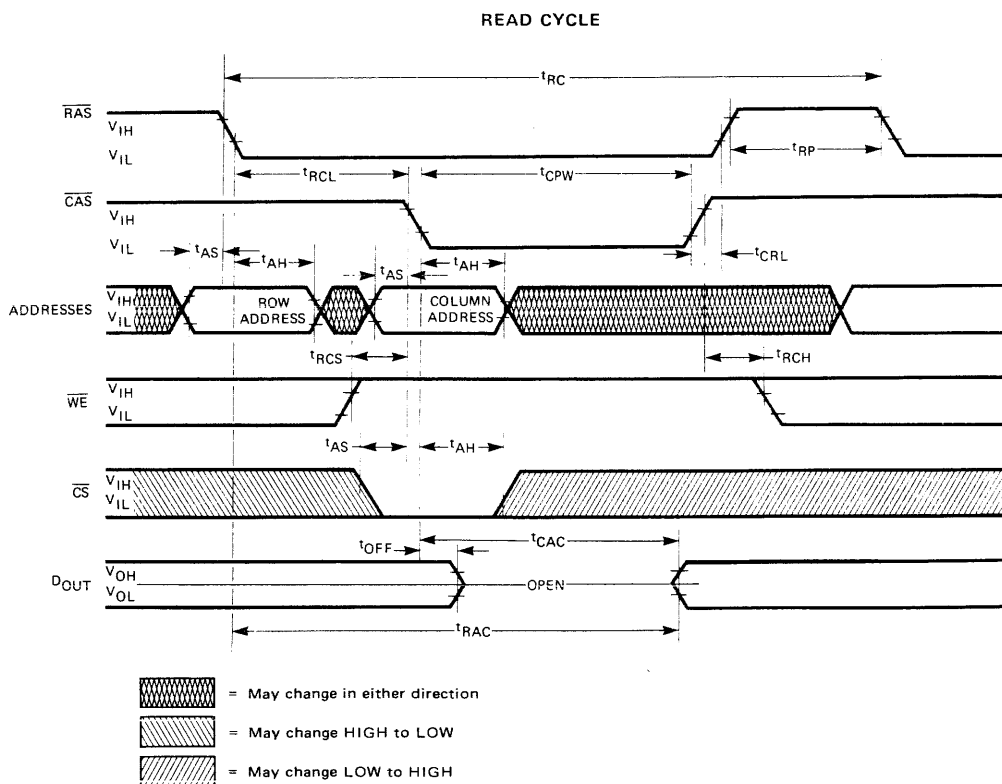 READ CYCLE
tRC
RAS
VIH
VIL
tRP
tRCL
tCPW
CAS
VIH
VIL
tAS
tAH
tAS
tAH
tCRL
ADDRESSES
VIH
VIL
ROW
ADDRESS
COLUMN
ADDRESS
tRCS
tRCH
WE
VIH
VIL
tAS
tAH
CS
VIH
VIL
tOFF
tCAC
DOUT
VOH
VOL
OPEN
tRAC
= May change in either direction
= May change HIGH to LOW
= May change LOW to HIGH